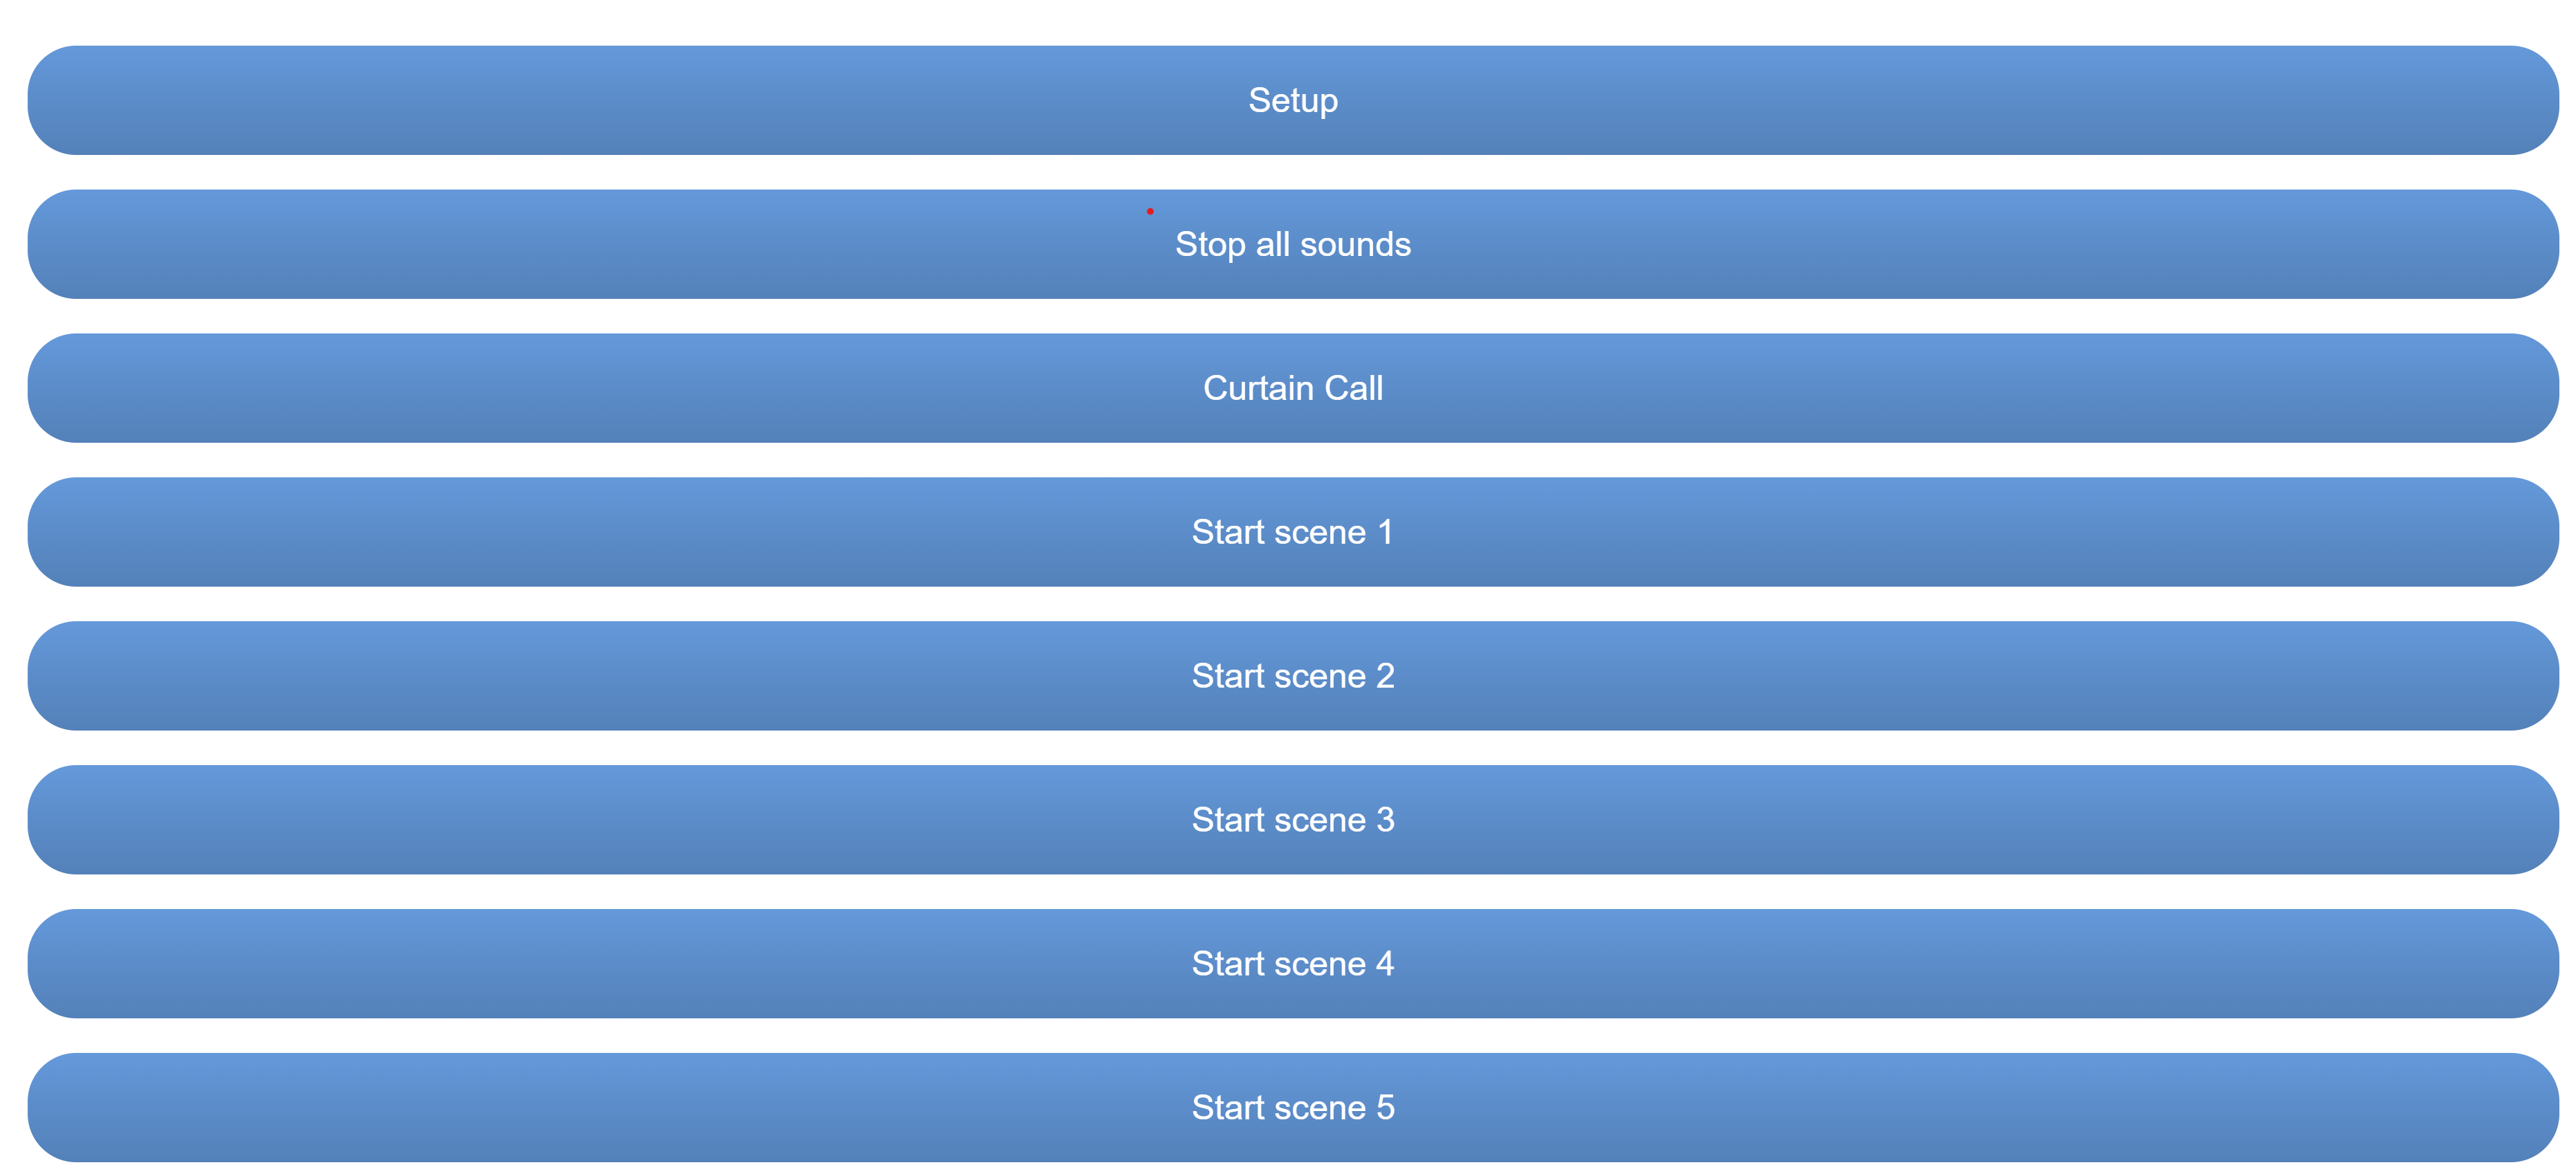 Setup
Stop all sounds
Curtain Call
Start scene 1
Start scene 2
Start scene 3
Start scene 4
Start scene 5